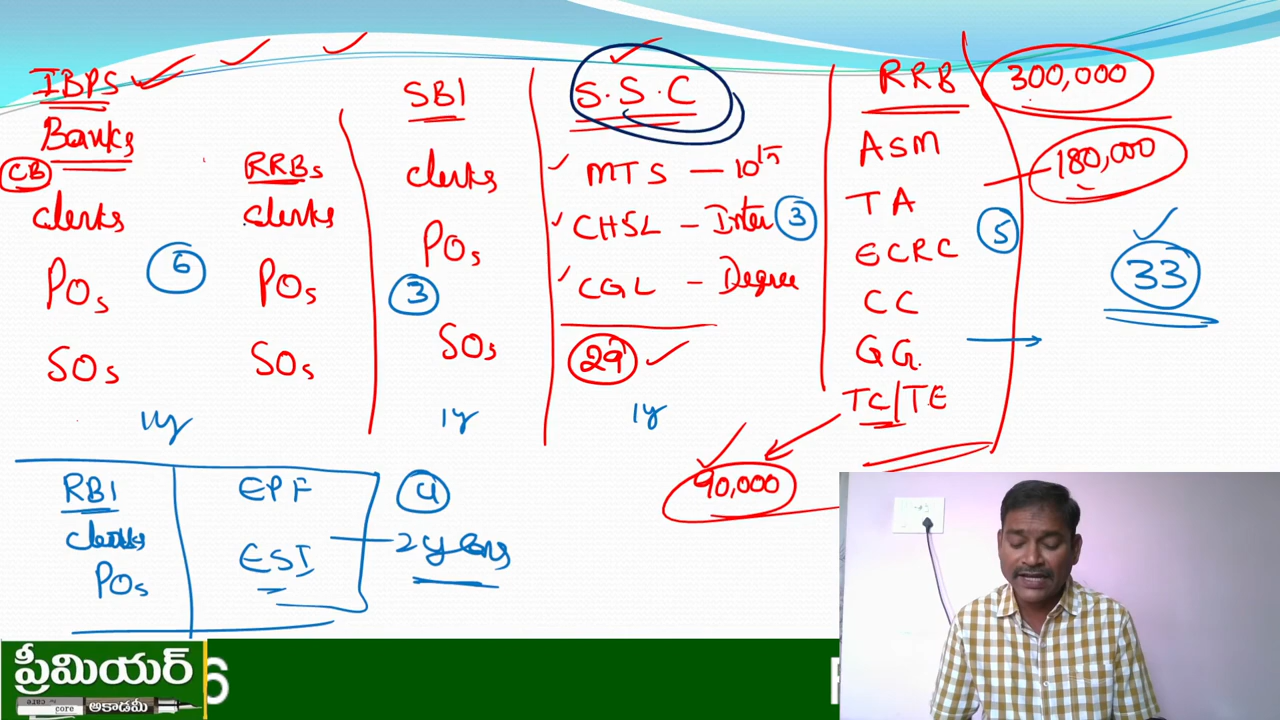 IBPS
Banks
CB
clerks
POs
SOs
6
1y
RRBs
clerks
POs
SOs
SBI
clerks
POs
3
SOs
1y
S.S.C
MTS — 10th
CHSL — Inter 3
CGL — Degree
29
1y
RRB
ASM
TA
ECRC
5
CC
GG
TC/TE
90,000
300,000
180,000
33
RBI
clerks
POs
EPF
ESI
4
2 years
ప్రీమియర్
అకాడమీ
core
6